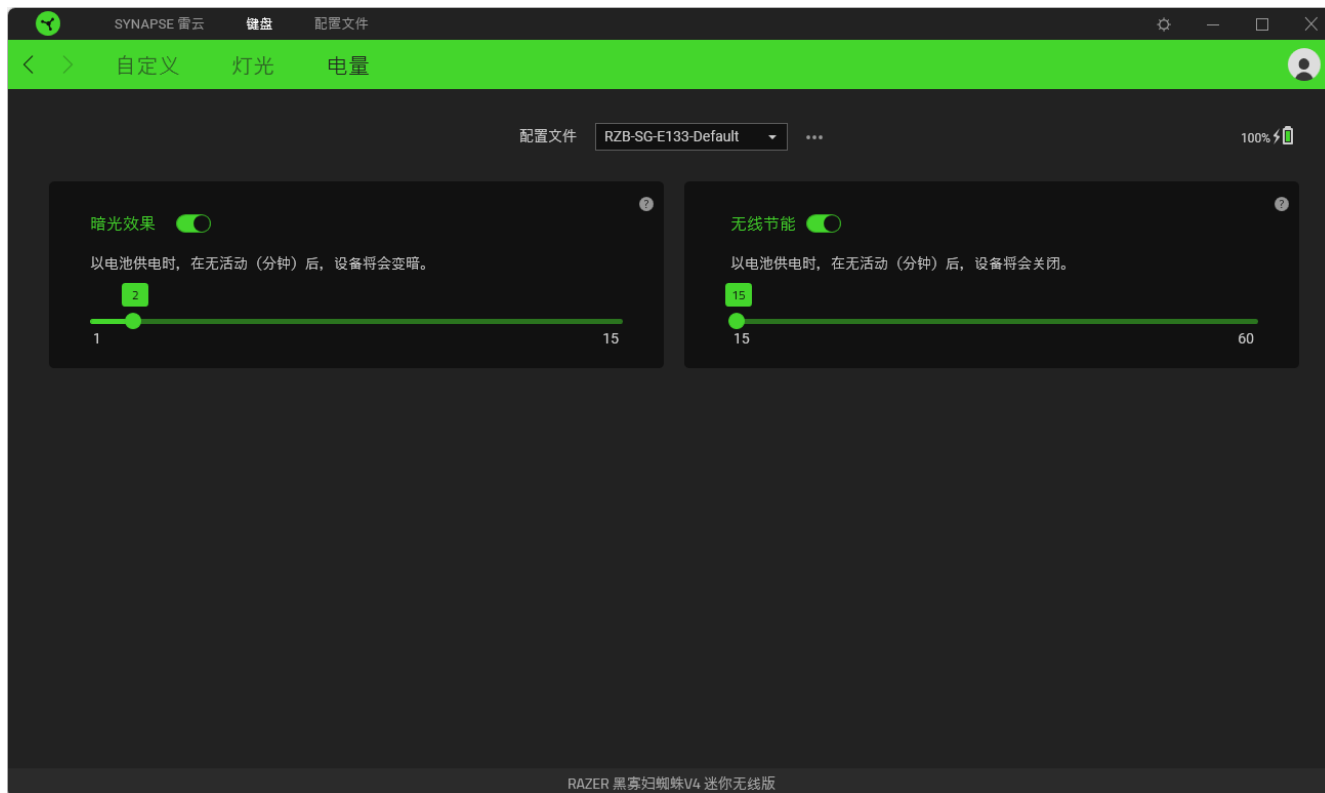 SYNAPSE 雷云 键盘 配置文件
自定义 灯光 电量
配置文件 RZB-SG-E133-Default ••• 100%
暗光效果
以电池供电时，在无活动（分钟）后，设备将会变暗。
2
1 15
无线节能
以电池供电时，在无活动（分钟）后，设备将会关闭。
15
15 60
RAZER 黑寡妇蜘蛛V4 迷你无线版